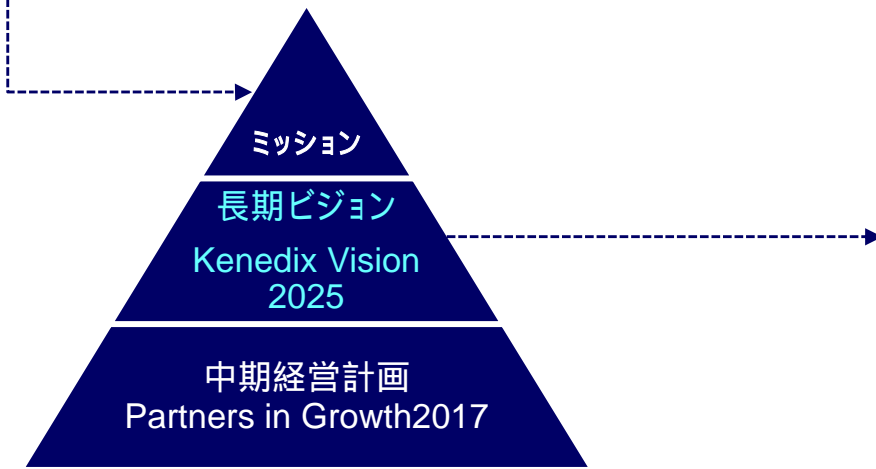 ミッション
長期ビジョン
Kenedix Vision
2025
中期経営計画
Partners in Growth2017